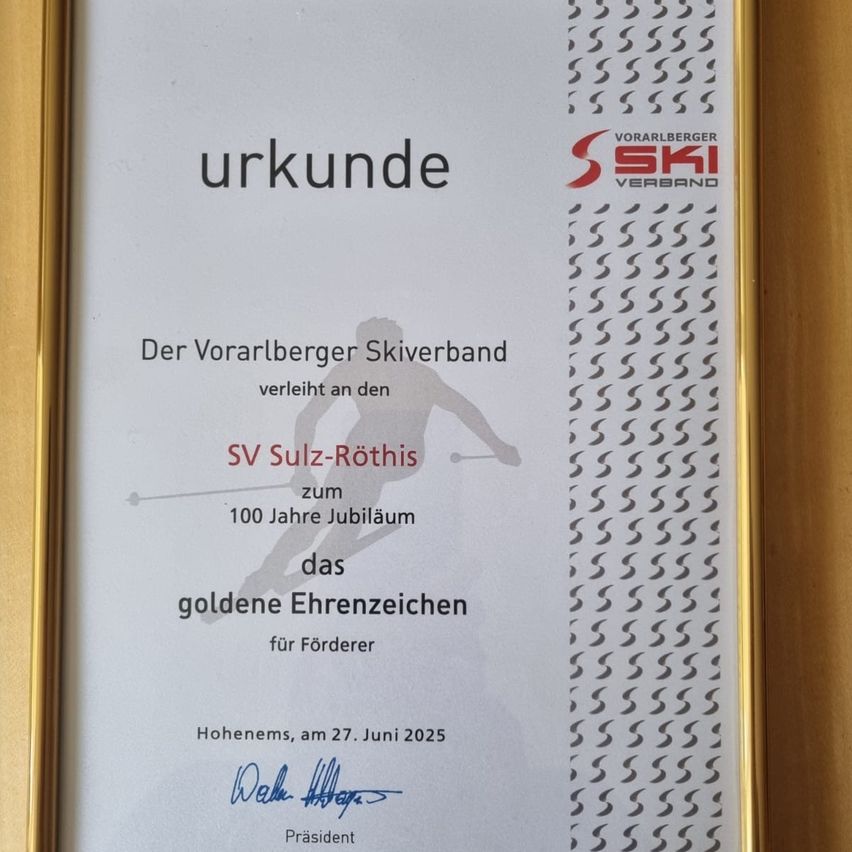 urkunde
VORARLBERGER
SKI
VERBAND
Der Vorarlberger Skiverband
verleiht an den
SV Sulz-Röthis
zum
100 Jahre Jubiläum
das
goldene Ehrenzeichen
für Förderer
Hohenems, am 27. Juni 2025
Präsident